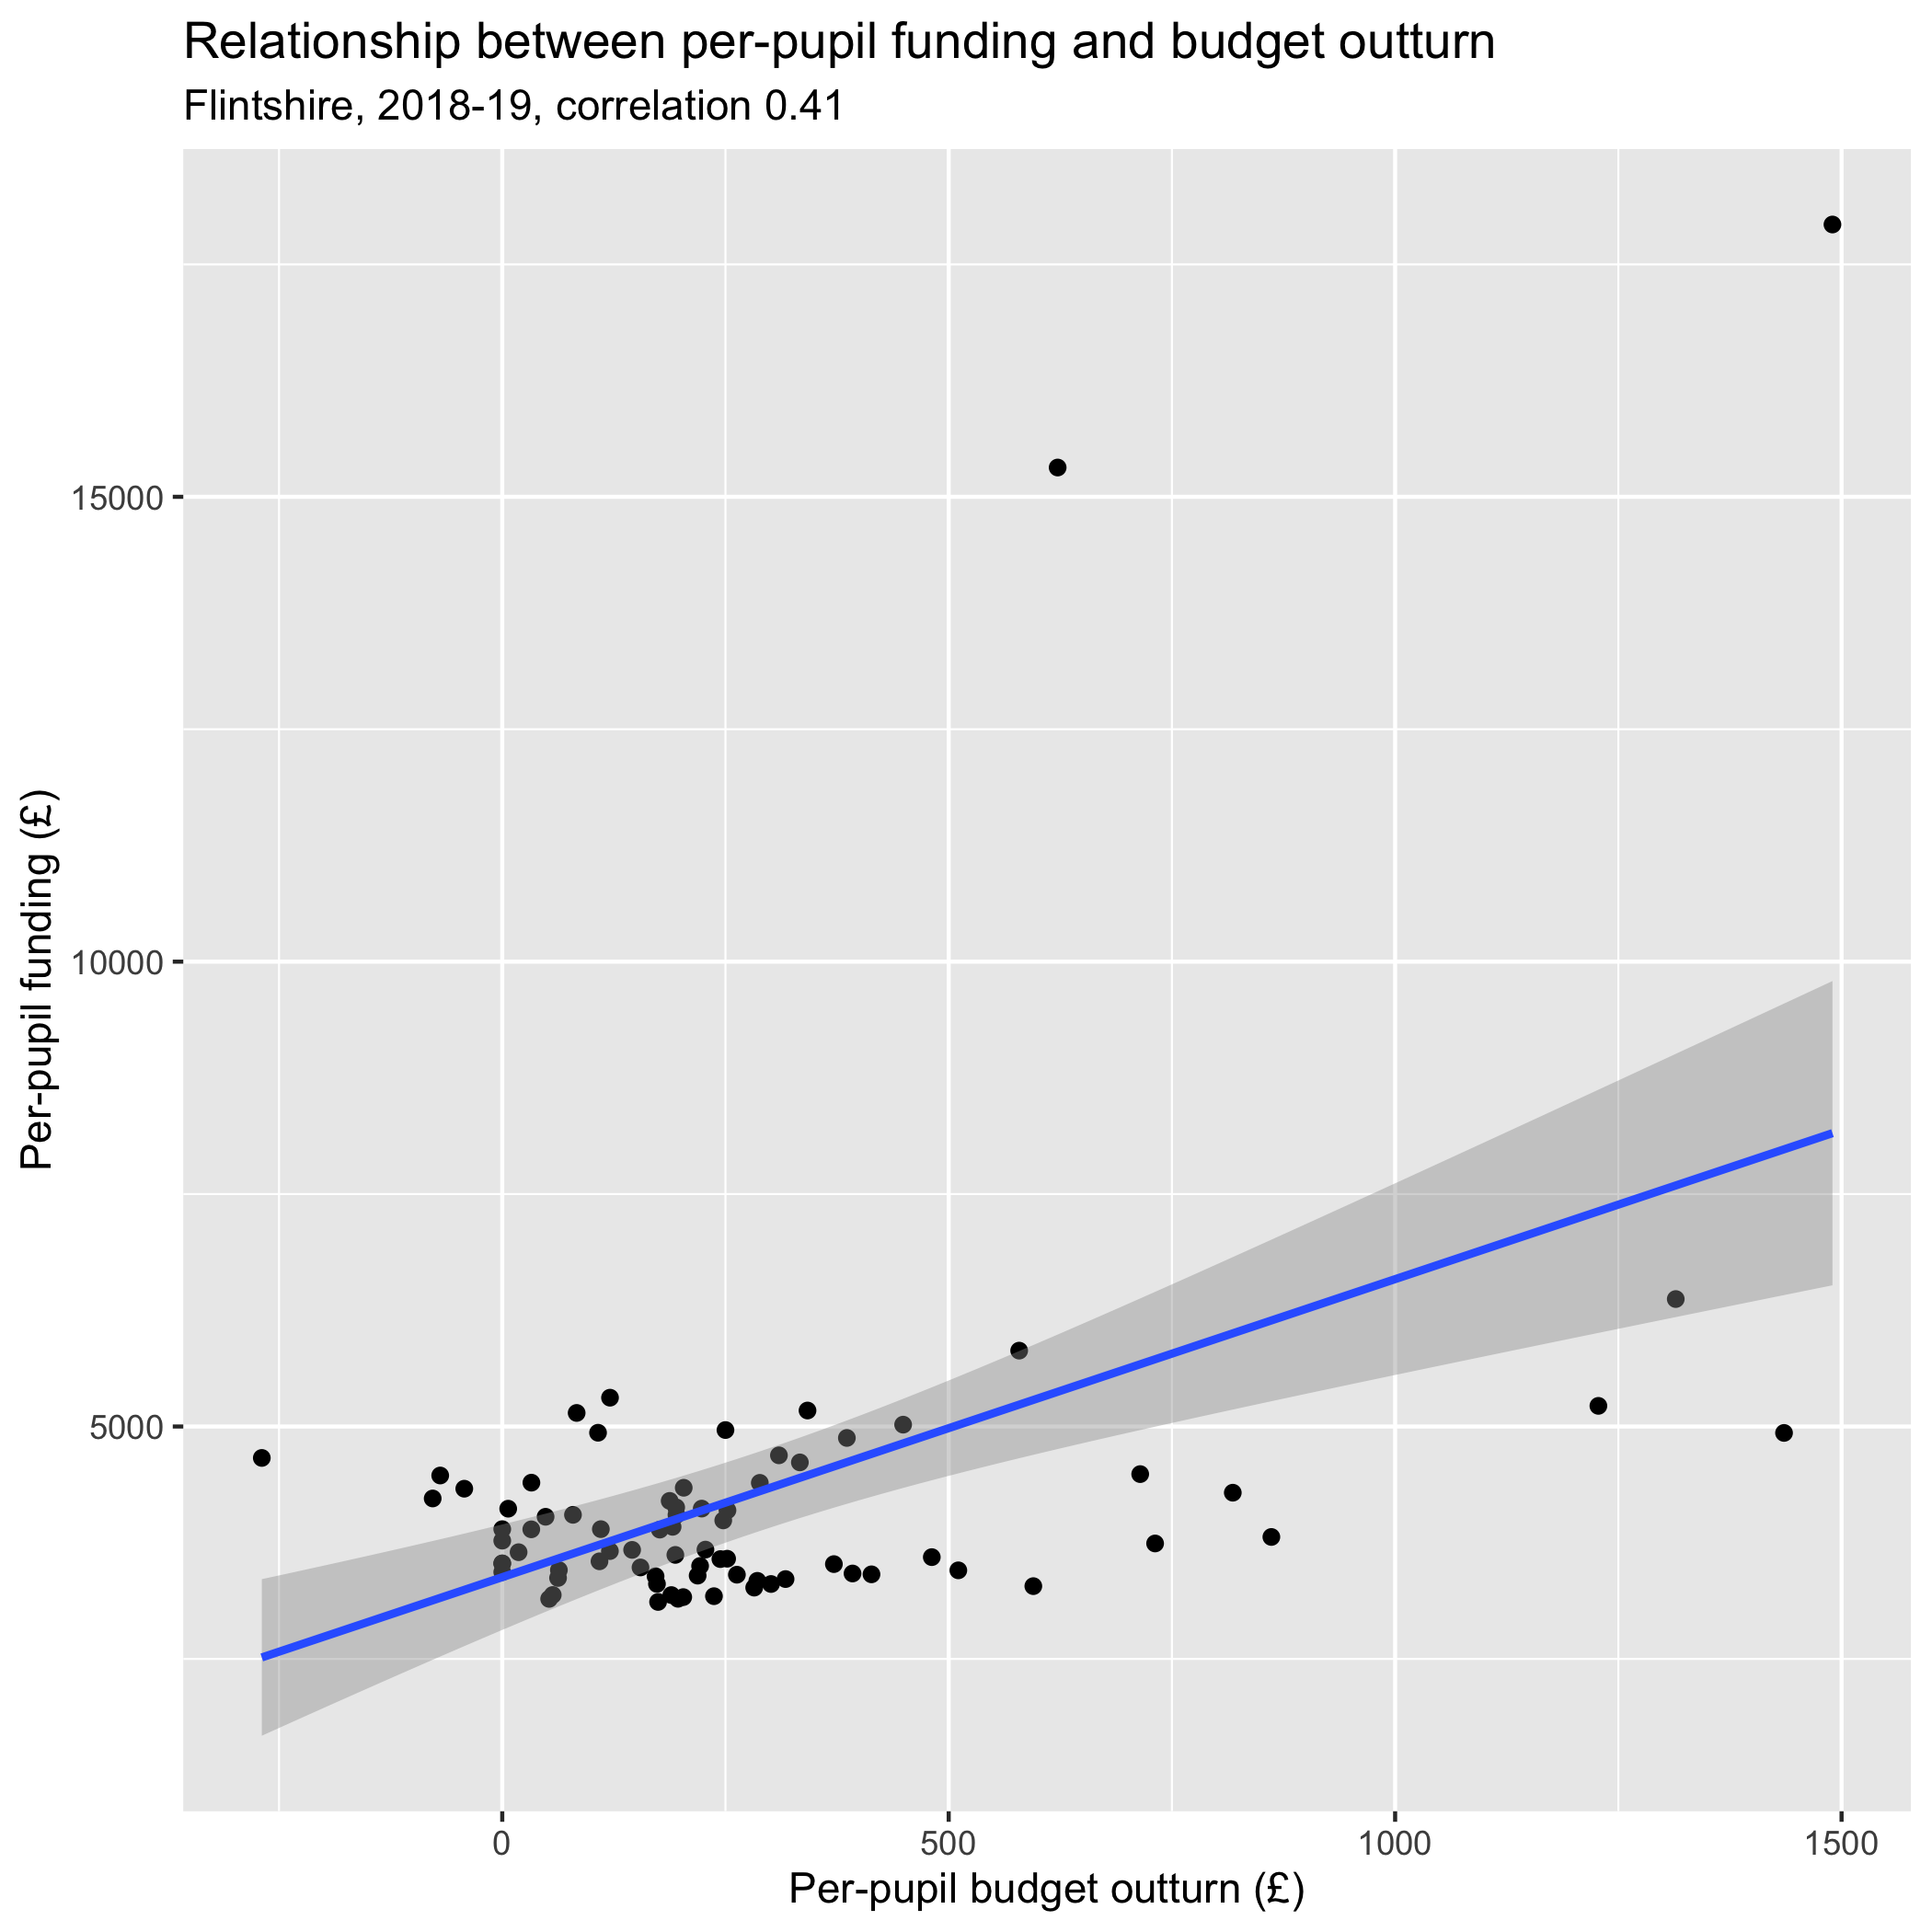 Relationship between per-pupil funding and budget outturn
Flintshire, 2018-19, correlation 0.41
Per-pupil funding (£)
15000
10000
5000
0
500
1000
1500
Per-pupil budget outturn (£)